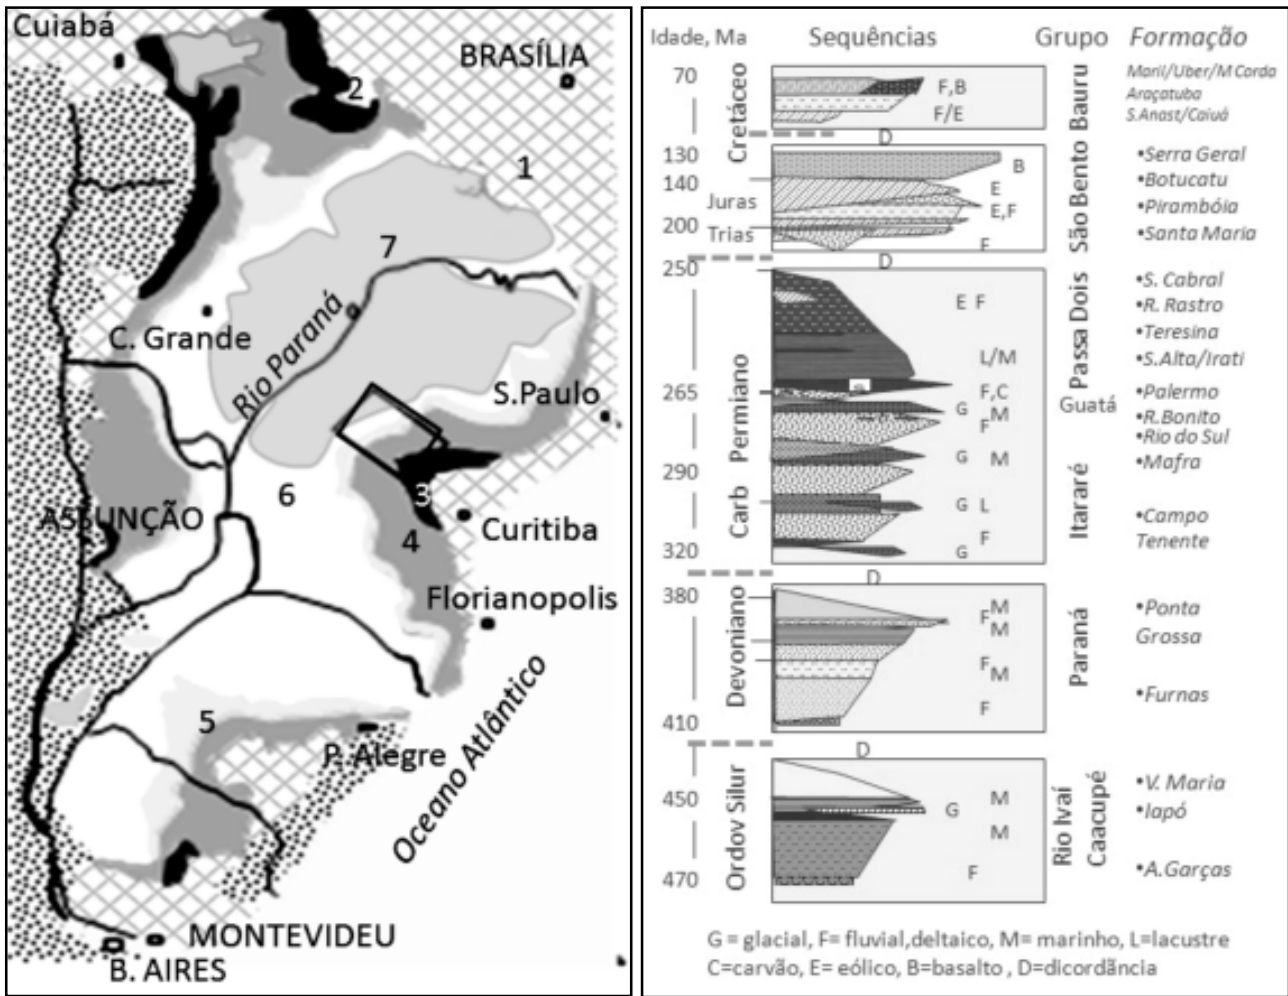 Cuiabá
BRASÍLIA
2
1
7
C. Grande
Rio Paraná
S.Paulo
6
3
Curitiba
ASSUNÇÃO
4
Florianopolis
5
P. Alegre
Oceano Atlântico
MONTEVIDEU
B. AIRES
Idade, Ma
Sequências
Grupo
Formação
70
Cretáceo
F,B
F/E
Bauru
Maril/Uber/M Corda
Araçatuba
S.Anast/Caiuá
D
130
140
Juras
200
Trias
B
E
E,F
F
São Bento
•Serra Geral
•Botucatu
•Pirambóia
•Santa Maria
D
250
Permiano
265
290
Carb
320
E F
L/M
F,C
G M
F
G M
G L
F
G
Passa Dois
Guatá
Itararé
•S. Cabral
•R. Rastro
•Teresina
•S.Alta/Irati
•Palermo
•R.Bonito
•Rio do Sul
•Mafra
•Campo
Tenente
D
380
Devoniano
410
F M
M
F
M
F
Paraná
•Ponta
Grossa
•Furnas
D
450
Ordov Silur
470
M
G
M
F
Rio Ivaí
Caacupé
•V. Maria
•Iapó
•A.Garças
G = glacial, F= fluvial,deltaico, M= marinho, L=lacustre
C=carvão, E= eólico, B=basalto , D=dicordância